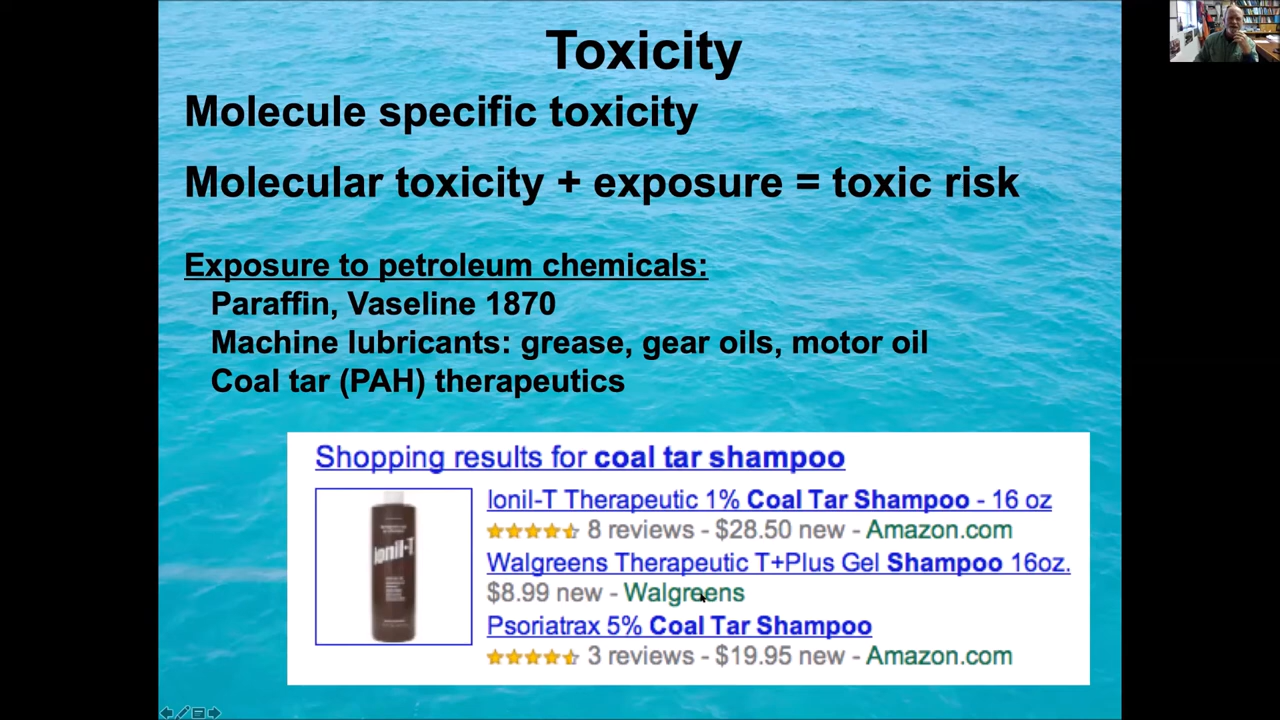 Toxicity
Molecule specific toxicity
Molecular toxicity + exposure = toxic risk
Exposure to petroleum chemicals:
Paraffin, Vaseline 1870
Machine lubricants: grease, gear oils, motor oil
Coal tar (PAH) therapeutics
Shopping results for coal tar shampoo
Ionil-T Therapeutic 1% Coal Tar Shampoo - 16 oz
8 reviews - $28.50 new - Amazon.com
Walgreens Therapeutic T+Plus Gel Shampoo 16oz.
$8.99 new - Walgreens
Psoriatrax 5% Coal Tar Shampoo
3 reviews - $19.95 new - Amazon.com
ionil-T